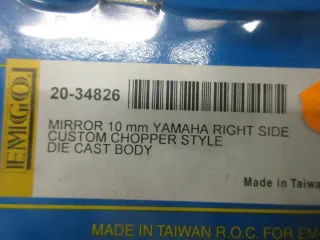 EMGO
20-34826
MIRROR 10 mm YAMAHA RIGHT SIDE
CUSTOM CHOPPER STYLE
DIE CAST BODY
Made in Taiwa
MADE IN TAIWAN R.O.C. FOR EM